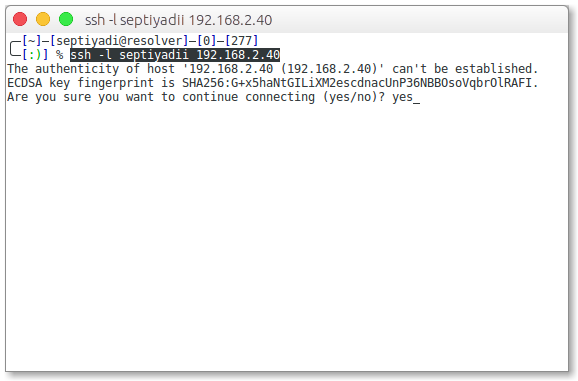 ssh -l septiyadii 192.168.2.40
╭─[~]─[septiyadi@resolver]─[0]─[277]
╰─[:)] % ssh -l septiyadii 192.168.2.40
The authenticity of host '192.168.2.40 (192.168.2.40)' can't be established.
ECDSA key fingerprint is SHA256:G+x5haNtGILiXM2escdnacUnP36NBBOsoVqbrOlRAFI.
Are you sure you want to continue connecting (yes/no)? yes_